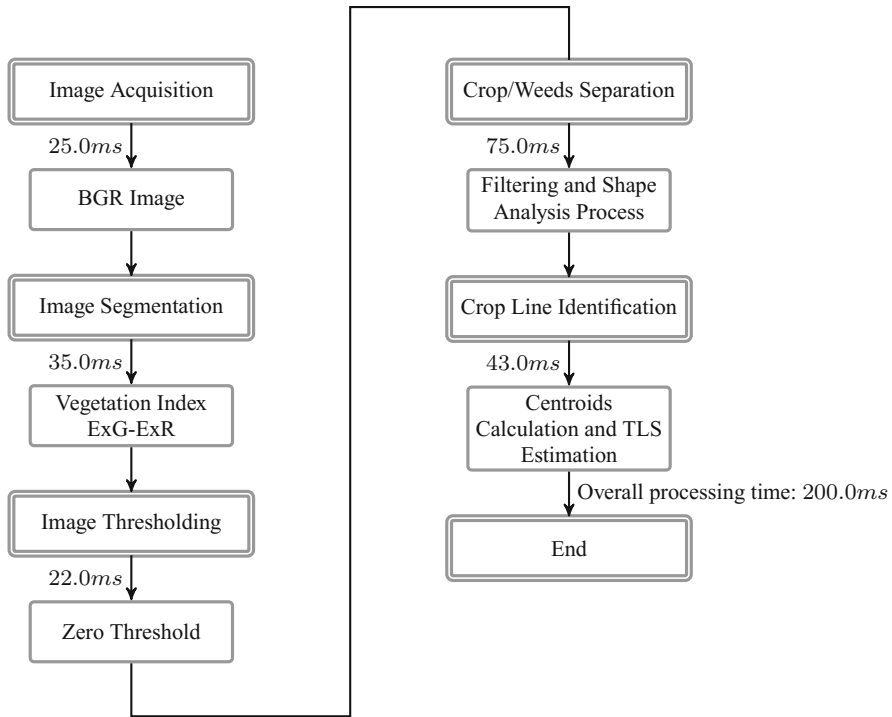 Image Acquisition
25.0ms
BGR Image
Image Segmentation
35.0ms
Vegetation Index
ExG-ExR
Image Thresholding
22.0ms
Zero Threshold
Crop/Weeds Separation
75.0ms
Filtering and Shape
Analysis Process
Crop Line Identification
43.0ms
Centroids
Calculation and TLS
Estimation
Overall processing time: 200.0ms
End